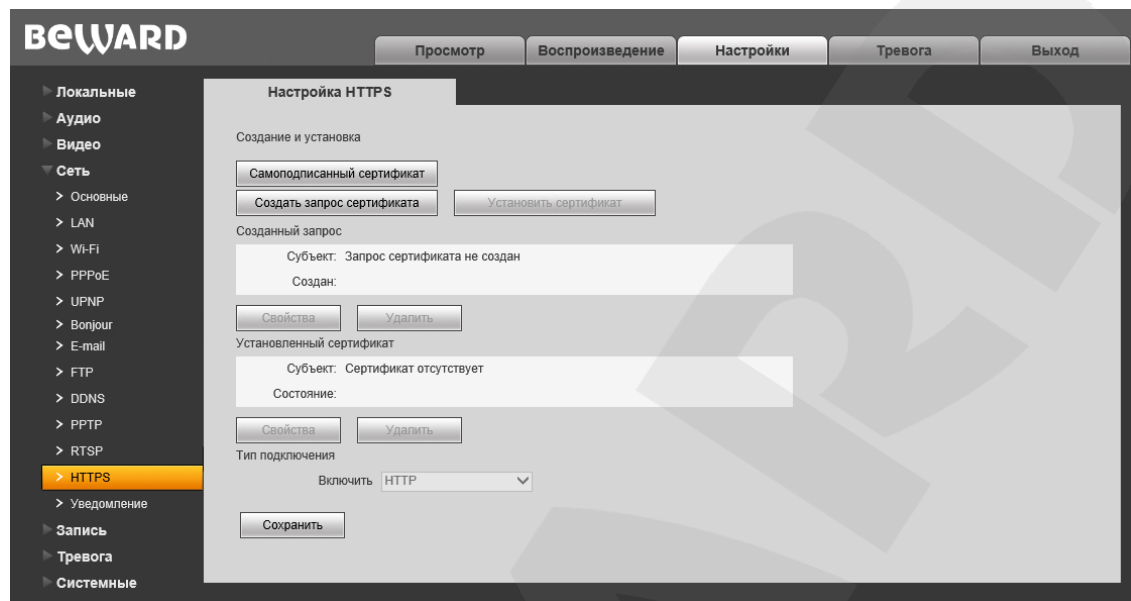 BEWARD
Просмотр Воспроизведение Настройки Тревога Выход
Локальные
Аудио
Видео
Сеть
Основные
LAN
Wi-Fi
PPPoE
UPNP
Bonjour
E-mail
FTP
DDNS
PPTP
RTSP
HTTPS
Уведомление
Запись
Тревога
Системные
Настройка HTTPS
Создание и установка
Самоподписанный сертификат
Создать запрос сертификата Установить сертификат
Созданный запрос
Субъект: Запрос сертификата не создан
Создан:
Свойства Удалить
Установленный сертификат
Субъект: Сертификат отсутствует
Состояние:
Свойства Удалить
Тип подключения
Включить HTTP
Сохранить